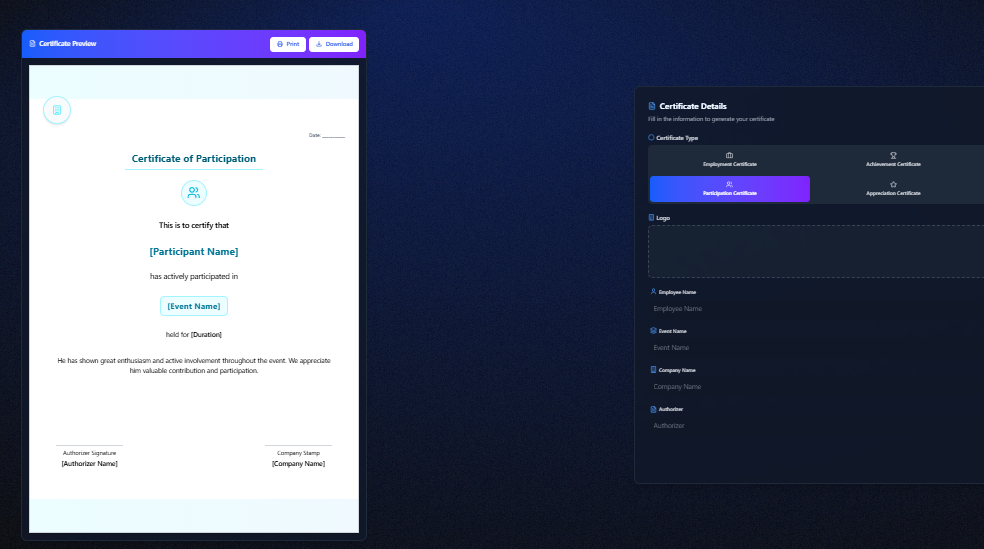 Certificate Preview
Print
Download
Date: ________
Certificate of Participation
This is to certify that
[Participant Name]
has actively participated in
[Event Name]
held for [Duration]
He has shown great enthusiasm and active involvement throughout the event. We appreciate
him valuable contribution and participation.
Authorizer Signature
[Authorizer Name]
Company Stamp
[Company Name]
Certificate Details
Fill in the information to generate your certificate
Certificate Type
Employment Certificate
Achievement Certificate
Participation Certificate
Appreciation Certificate
Logo
Employee Name
Employee Name
Event Name
Event Name
Company Name
Company Name
Authorizer
Authorizer